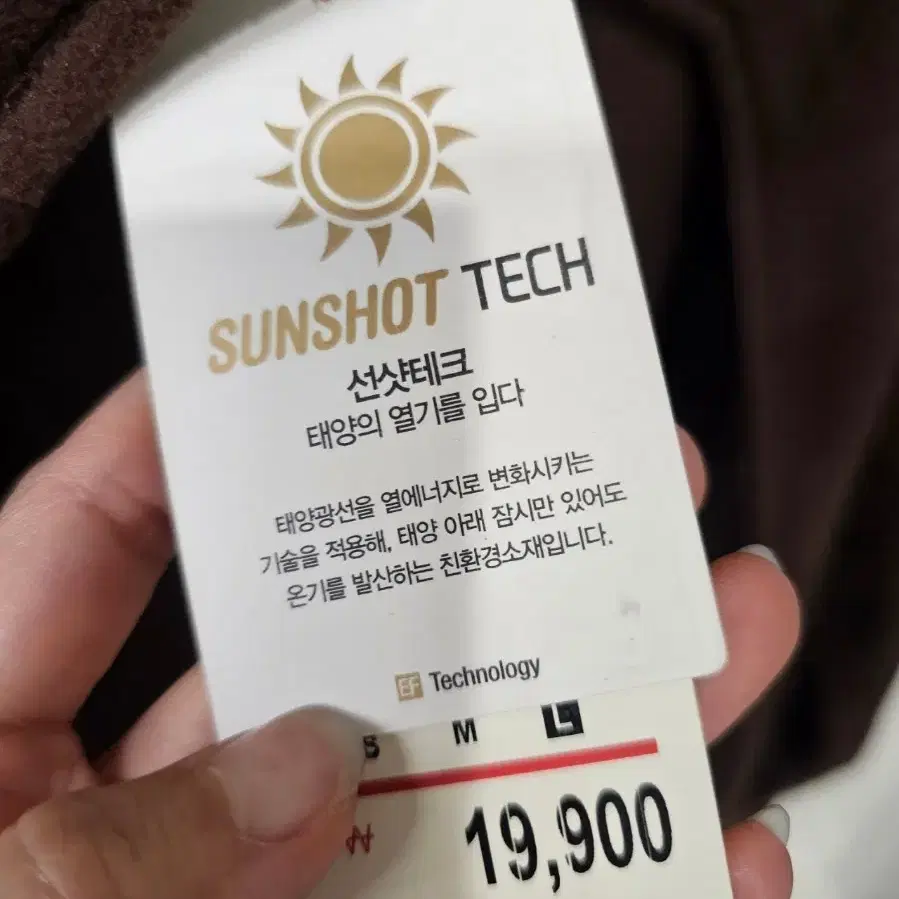 SUNSHOT TECH
선샷테크
태양의 열기를 입다
태양광선을 열에너지로 변화시키는
기술을 적용해, 태양 아래 잠시만 있어도
온기를 발산하는 친환경소재입니다.
EF Technology
S M L
₩ 19,900